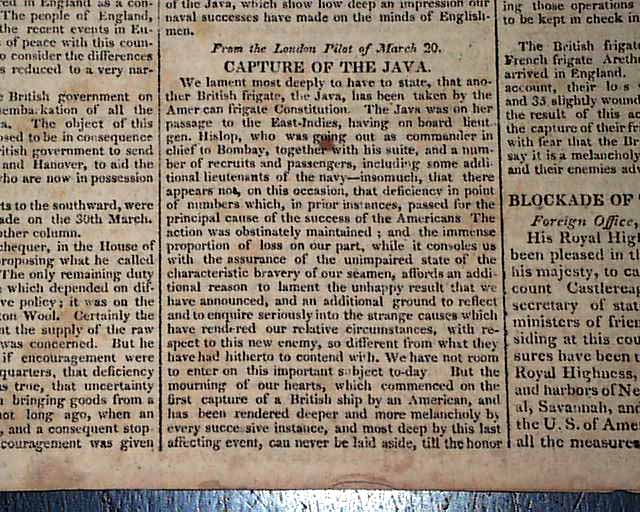 red in England as a con-
The people of England,
the recent events in Eu-
of peace with this coun-
o consider the differences
s reduced to a very nar-
e British government on
embarkation of all the
a. The object of this
sed to be in consequence
ritish government to send
and Hanover, to aid the
who are now in possession
rts to the southward, were
ade on the 30th March.
other column.
chequer, in the House of
proposing what he called
The only remaining duty
which depended on dif-
ve policy; it was on the
ton Wool. Certainly the
nt the supply of the raw
was concerned. But he
if encouragement were
quarters, that deficiency
as true, that uncertainty
n bringing goods from a
not long ago, when an
, and a consequent stop
couragement was given
of the Java, which show how deep an impression our
naval successes have made on the minds of English-
men.
From the London Pilot of March 20.
CAPTURE OF THE JAVA.
We lament most deeply to have to state, that ano-
ther British frigate, the Java, has been taken by the
American frigate Constitution. The Java was on her
passage to the East-Indies, having on board lieut
gen. Hislop, who was going out as commander in
chief to Bombay, together with his suite, and a num-
ber of recruits and passengers, including some addi-
tional lieutenants of the navy—insomuch, that there
appears not, on this occasion, that deficiency in point
of numbers which, in prior instances, passed for the
principal cause of the success of the Americans The
action was obstinately maintained; and the immense
proportion of loss on our part, while it consoles us
with the assurance of the unimpaired state of the
characteristic bravery of our seamen, affords an addi-
tional reason to lament the unhappy result that we
have announced, and an additional ground to reflect
and to enquire seriously into the strange causes which
have rendered our relative circumstances, with re-
spect to this new enemy, so different from what they
have had hitherto to contend with. We have not room
to enter on this important subject to-day But the
mourning of our hearts, which commenced on the
first capture of a British ship by an American, and
has been rendered deeper and more melancholy by
every successive instance, and most deep by this last
affecting event, can never be laid aside, till the honor
ing those operations
to be kept in check in
The British frigate
French frigate Areth
arrived in England.
account, their loss
and 35 slightly wound
the result of this ac
the capture of their f
with fear that the Br
say it is a melancholy
and their enemies adv
BLOCKADE OF
Foreign Office,
His Royal High
been pleased in th
his majesty, to ca
count Castlereag
secretary of stat
ministers of frien
siding at this cou
sures have been t
Royal Highness,
and harbors of Ne
al, Savannah, and
the U. S. of Ame
all the measures